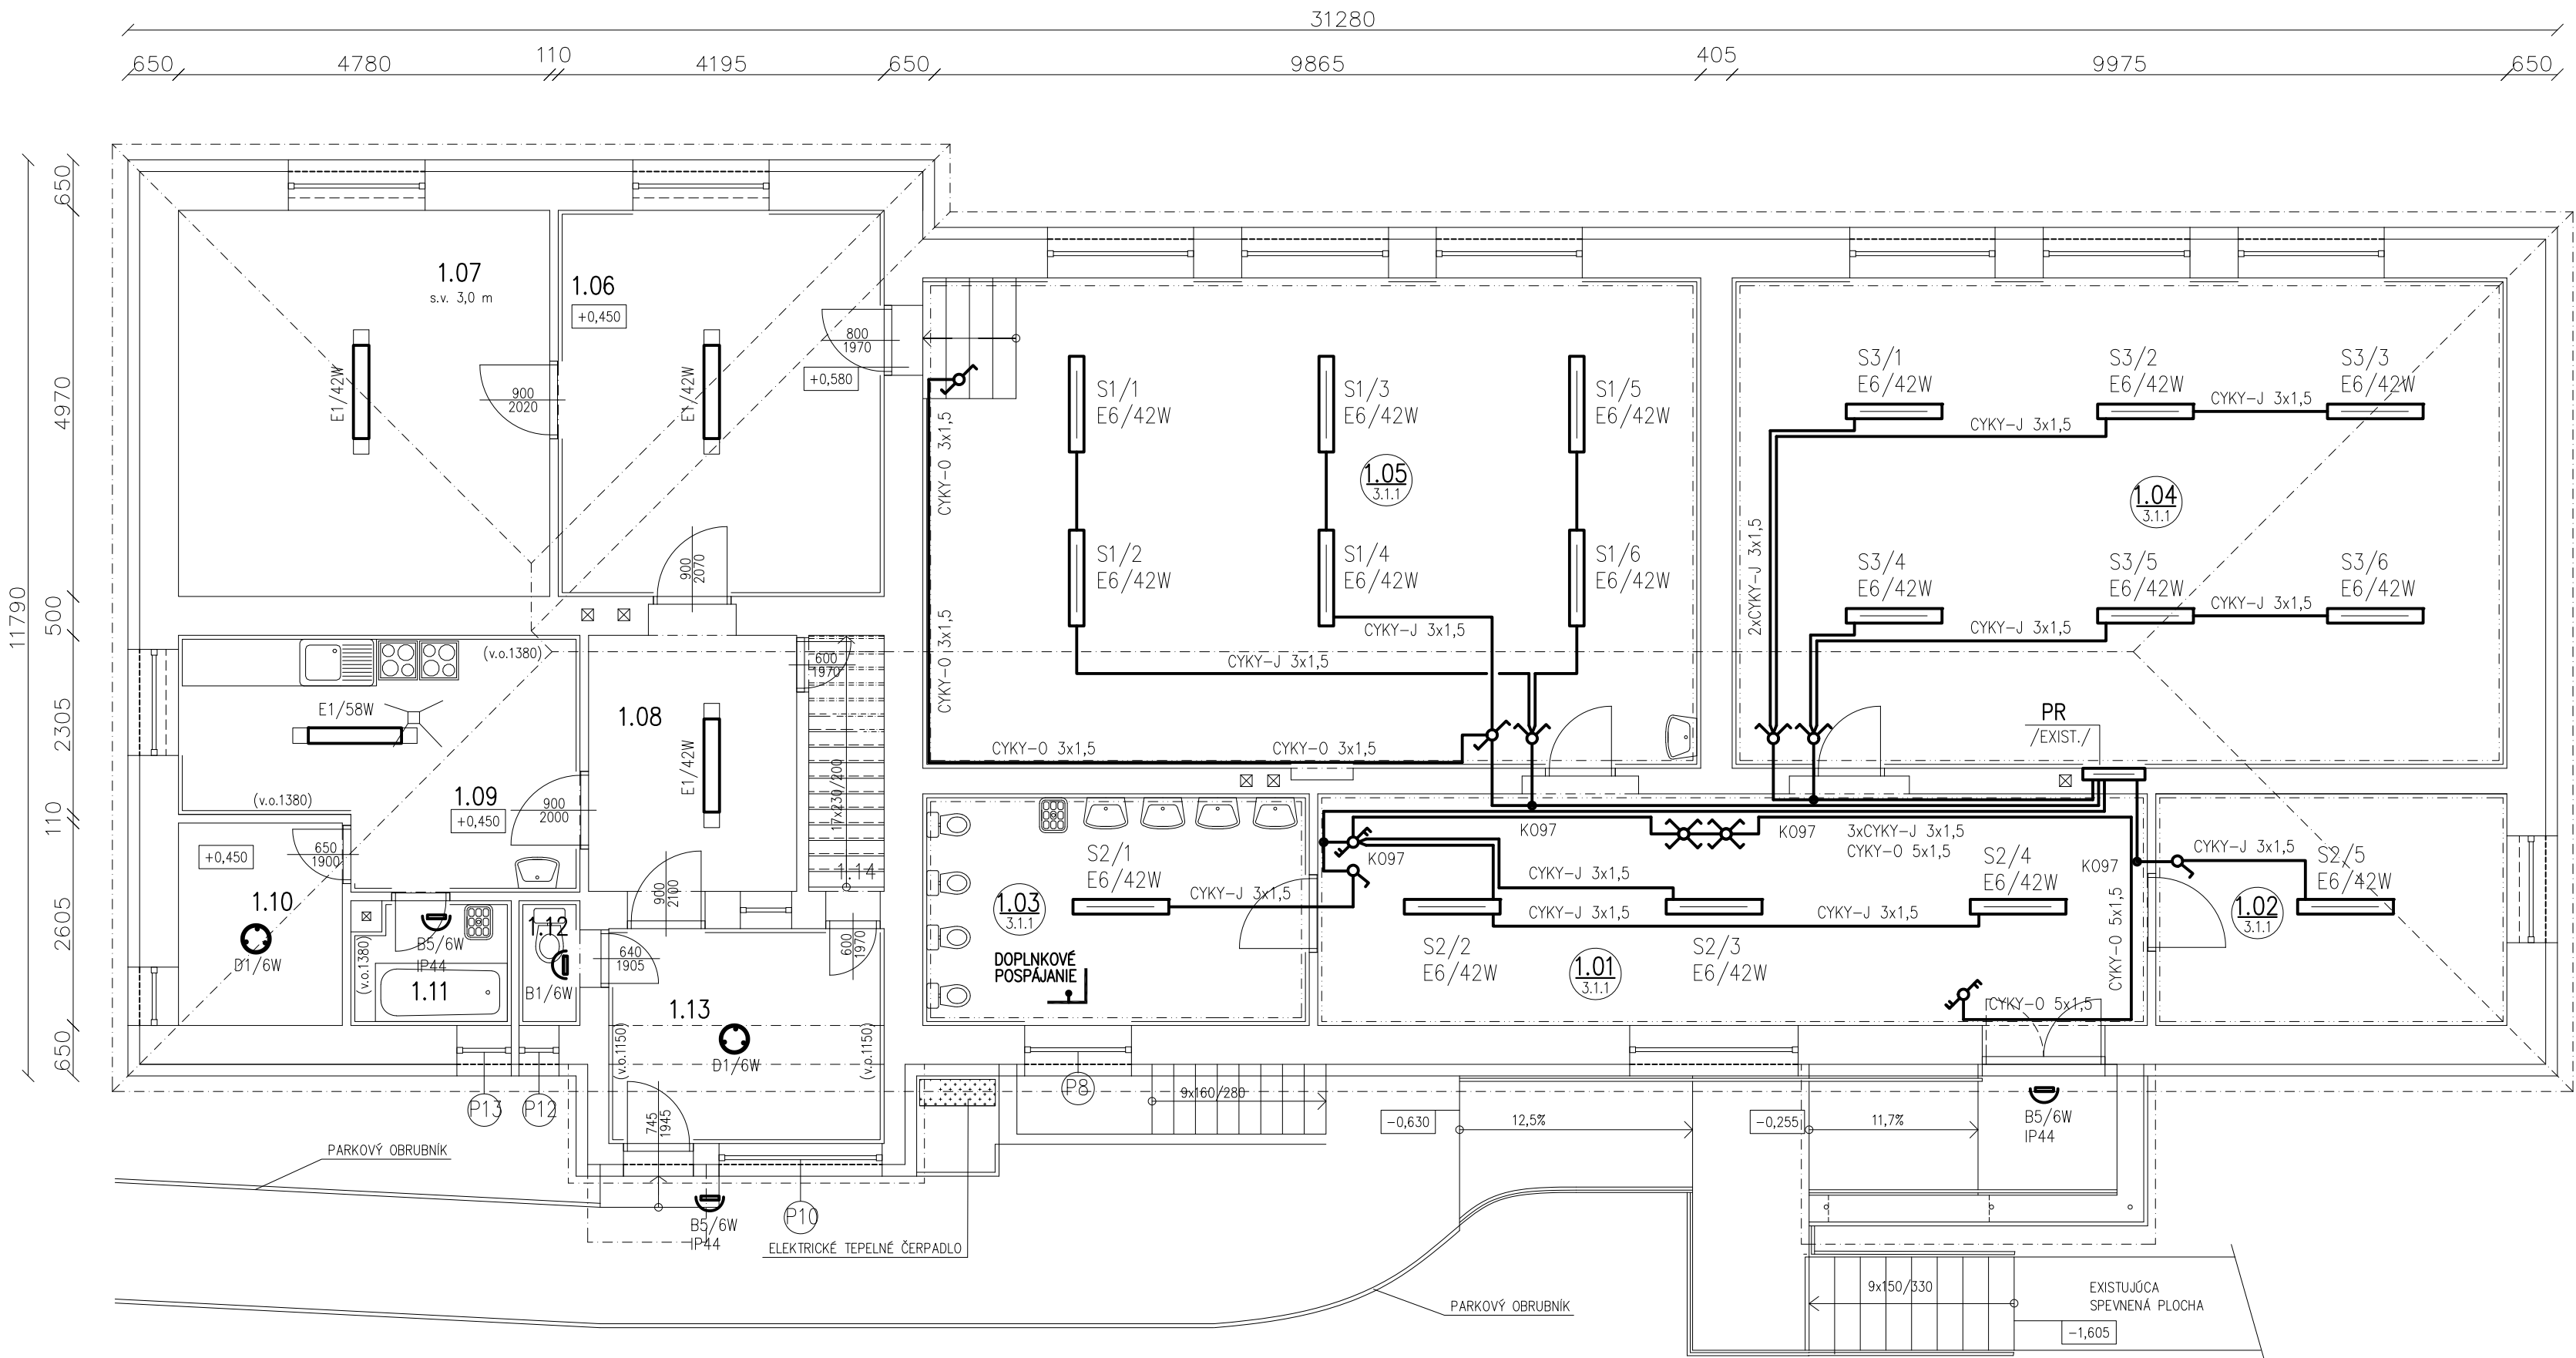 31280
650
4780
110
4195
650
9865
405
9975
650
11790
650
4970
500
2305
110
2605
650
1.07
s.v. 3,0 m
E1/42W
900
2020
1.06
+0,450
E1/42W
800
1970
+0,580
900
2070
CYKY-O 3x1,5
CYKY-O 3x1,5
S1/1
E6/42W
S1/3
E6/42W
S1/5
E6/42W
1.05
3.1.1
S1/2
E6/42W
S1/4
E6/42W
S1/6
E6/42W
CYKY-J 3x1,5
CYKY-J 3x1,5
CYKY-O 3x1,5
CYKY-O 3x1,5
S3/1
E6/42W
S3/2
E6/42W
S3/3
E6/42W
CYKY-J 3x1,5
CYKY-J 3x1,5
2xCYKY-J 3x1,5
1.04
3.1.1
S3/4
E6/42W
S3/5
E6/42W
S3/6
E6/42W
CYKY-J 3x1,5
CYKY-J 3x1,5
PR
/EXIST./
(v.o.1380)
E1/58W
(v.o.1380)
1.09
+0,450
900
2000
1.08
E1/42W
600
1970
17x230/200
1.14
900
2100
600
1970
+0,450
650
1900
1.10
D1/6W
(v.o.1380)
B5/6W
IP44
1.11
1.12
B1/6W
640
1905
1.13
D1/6W
(v.o.1150)
(v.o.1150)
745
1945
S2/1
E6/42W
CYKY-J 3x1,5
1.03
3.1.1
DOPLNKOVÉ
POSPÁJANIE
KO97
KO97
KO97
3xCYKY-J 3x1,5
CYKY-O 5x1,5
CYKY-J 3x1,5
CYKY-J 3x1,5
CYKY-J 3x1,5
S2/4
E6/42W
S2/2
E6/42W
S2/3
E6/42W
1.01
3.1.1
KO97
CYKY-O 5x1,5
CYKY-O 5x1,5
CYKY-J 3x1,5
S2/5
E6/42W
1.02
3.1.1
P13
P12
P8
P10
9x160/280
-0,630
12,5%
-0,255
11,7%
B5/6W
IP44
PARKOVÝ OBRUBNÍK
B5/6W
IP44
ELEKTRICKÉ TEPELNÉ ČERPADLO
PARKOVÝ OBRUBNÍK
9x150/330
EXISTUJÚCA
SPEVNENÁ PLOCHA
-1,605